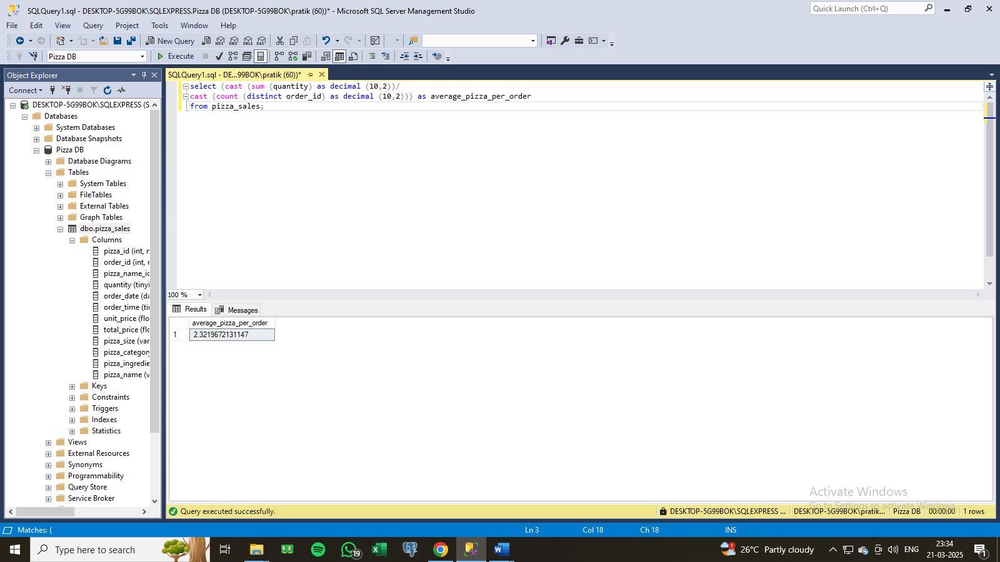 SQLQuery1.sql - DESKTOP-5G99BOK\SQLEXPRESS.Pizza DB (DESKTOP-5G99BOK\pratik (60))* - Microsoft SQL Server Management Studio
Quick Launch (Ctrl+Q)
File Edit View Query Project Tools Window Help
New Query
MDX DMX XMLA DAX
Pizza DB
Execute
Object Explorer
Connect
DESKTOP-5G99BOK\SQLEXPRESS (S
Databases
System Databases
Database Snapshots
Pizza DB
Database Diagrams
Tables
System Tables
FileTables
External Tables
Graph Tables
dbo.pizza_sales
Columns
pizza_id (int, r
order_id (int, r
pizza_name_ic
quantity (tinyi
order_date (da
order_time (tii
unit_price (flo
total_price (flc
pizza_size (var
pizza_category
pizza_ingredie
pizza_name (v
Keys
Constraints
Triggers
Indexes
Statistics
Views
External Resources
Synonyms
Programmability
Query Store
Service Broker
SQLQuery1.sql - DE...99BOK\pratik (60))*
select (cast (sum (quantity) as decimal (10,2))/
cast (count (distinct order_id) as decimal (10,2))) as average_pizza_per_order
from pizza_sales;
100 %
Results Messages
average_pizza_per_order
1 2.3219672131147
Activate Windows
Go to Settings to activate Windows.
Query executed successfully.
DESKTOP-5G99BOK\SQLEXPRESS ... DESKTOP-5G99BOK\pratik... Pizza DB 00:00:00 1 rows
Matches: (
Ln 3 Col 18 Ch 18 INS
Type here to search
19
1
26°C Partly cloudy
ENG
23:34
21-03-2025
1